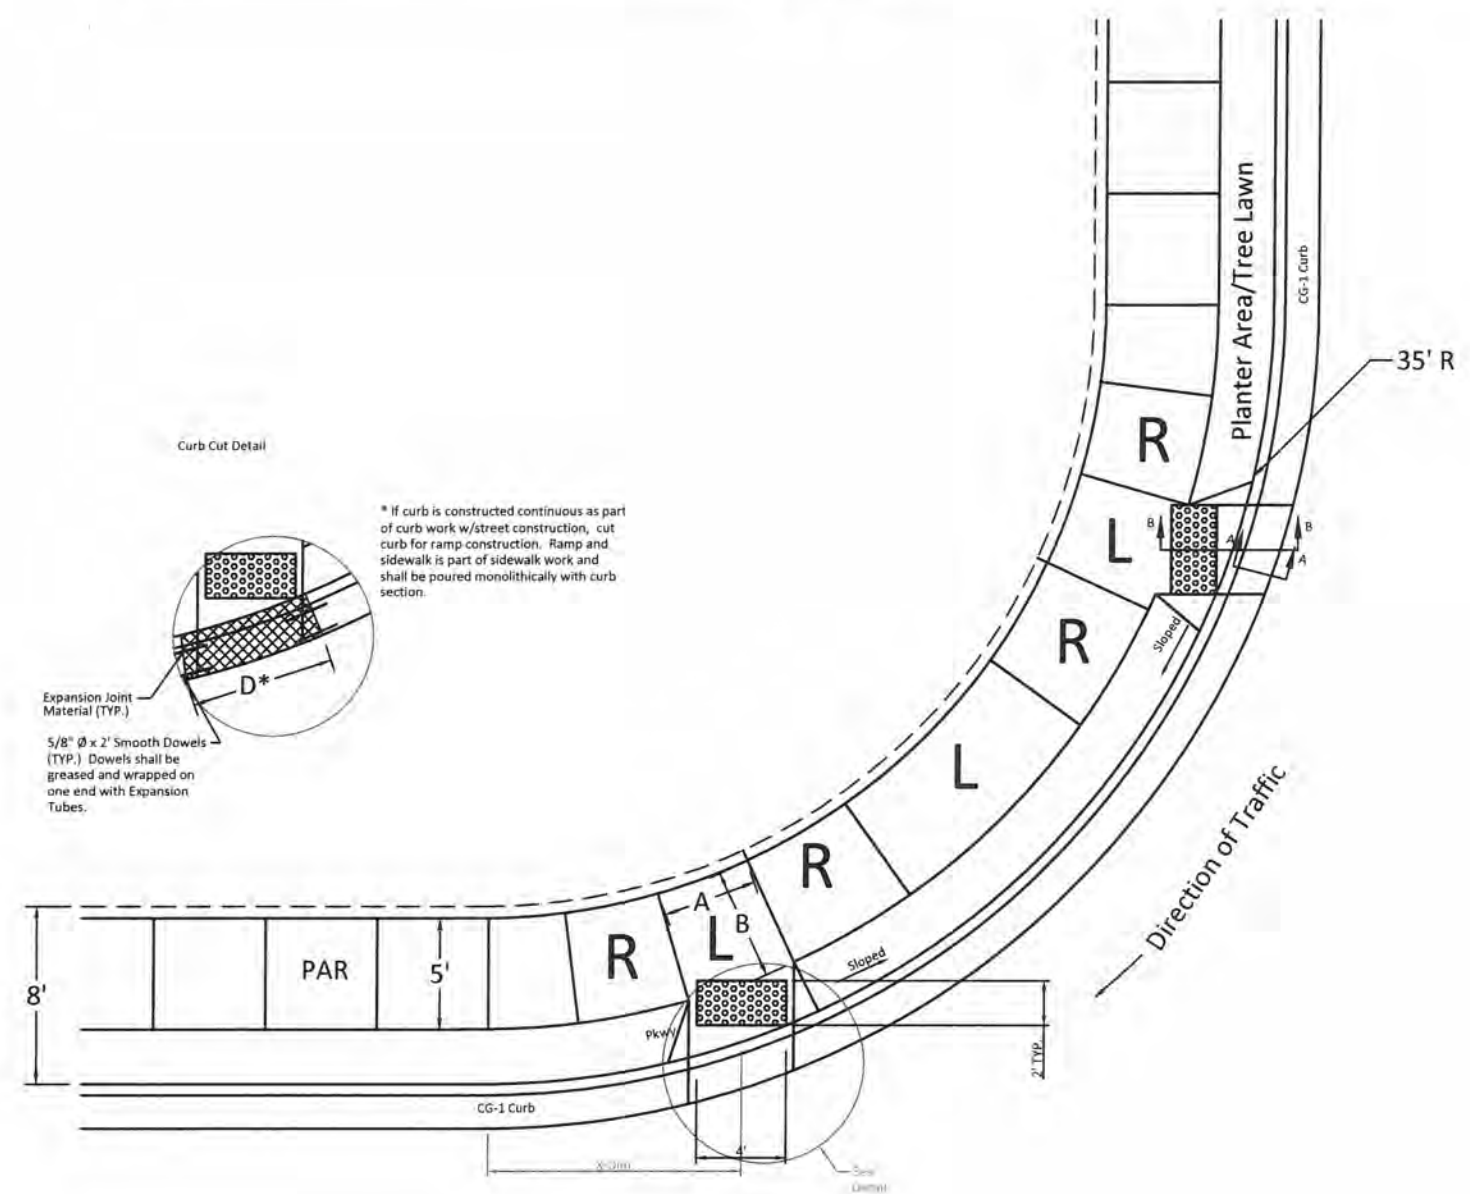 Planter Area/Tree Lawn
CG-1 Curb
35' R
R
Curb Cut Detail
* If curb is constructed continuous as part
of curb work w/street construction, cut
curb for ramp construction. Ramp and
sidewalk is part of sidewalk work and
shall be poured monolithically with curb
section.
B
L
A
B
A
R
Sloped
D*
Expansion Joint
Material (TYP.)
5/8" Ø x 2' Smooth Dowels
(TYP.) Dowels shall be
greased and wrapped on
one end with Expansion
Tubes.
L
Direction of Traffic
R
A
B
L
R
PAR
5'
8'
Sloped
Pkwy
2' TYP.
CG-1 Curb
4'
See